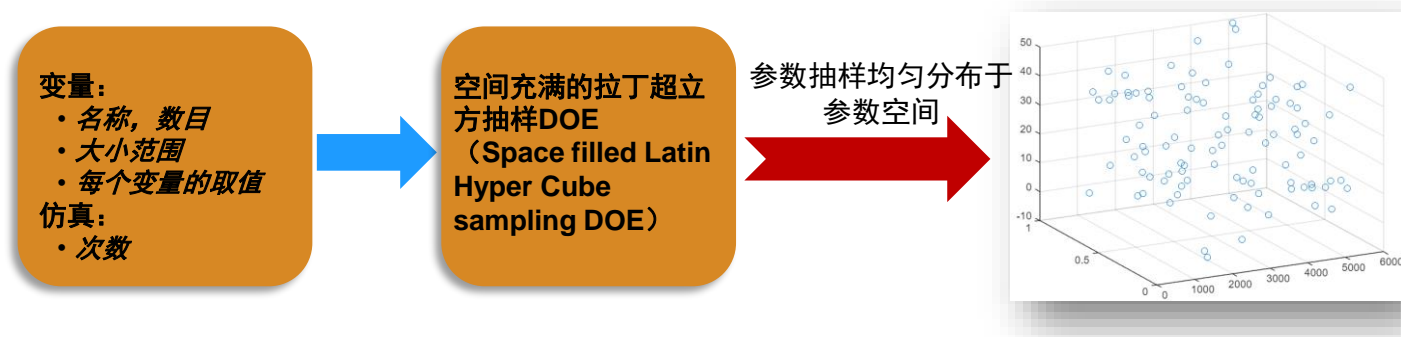 变量：
• 名称，数目
• 大小范围
• 每个变量的取值
仿真：
• 次数
空间充满的拉丁超立
方抽样DOE
（Space filled Latin
Hyper Cube
sampling DOE）
参数抽样均匀分布于
参数空间
50
40
30
20
10
0
-10
1
0.5
0
0
1000
2000
3000
4000
5000
6000